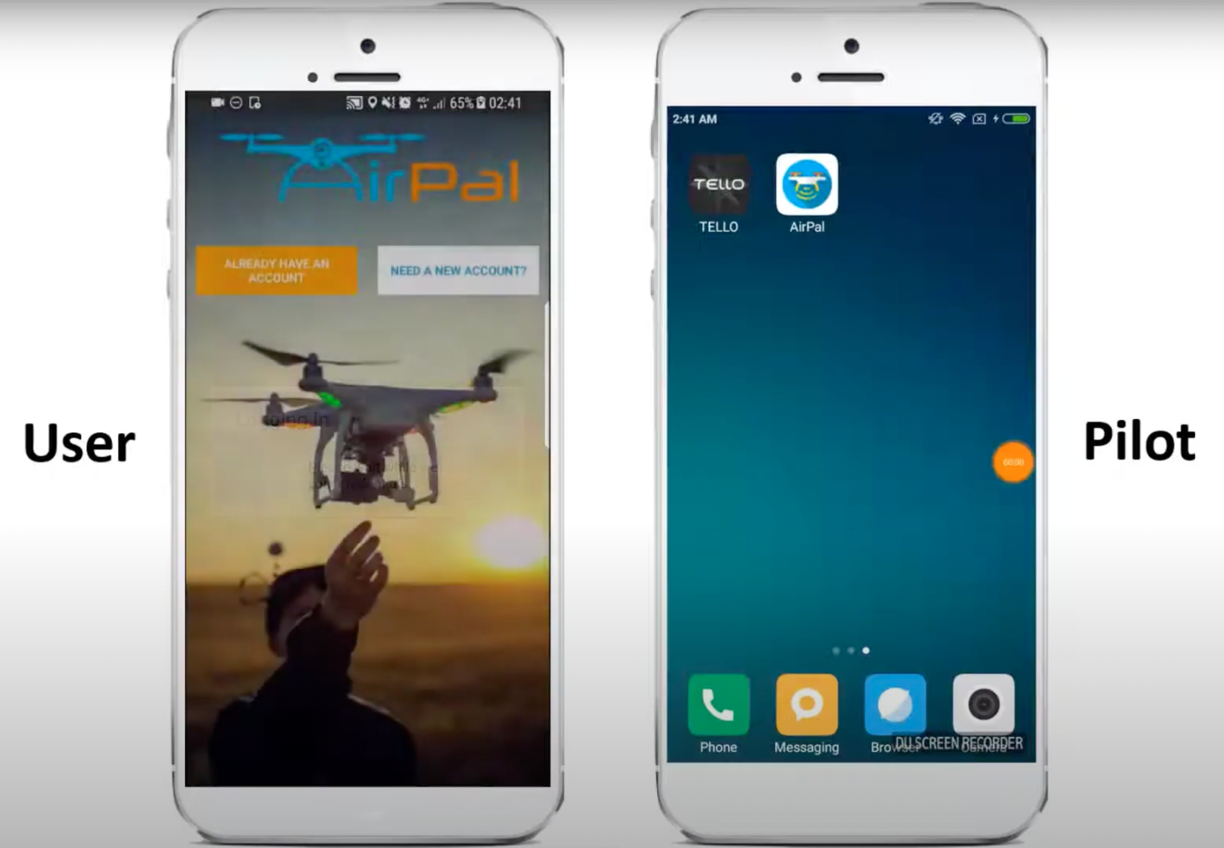 65% 02:41
AirPal
ALREADY HAVE AN
ACCOUNT
NEED A NEW ACCOUNT?
User
2:41 AM
TELLO
TELLO
AirPal
00:00
Pilot
Phone
Messaging
Browser
Camera
DU SCREEN RECORDER